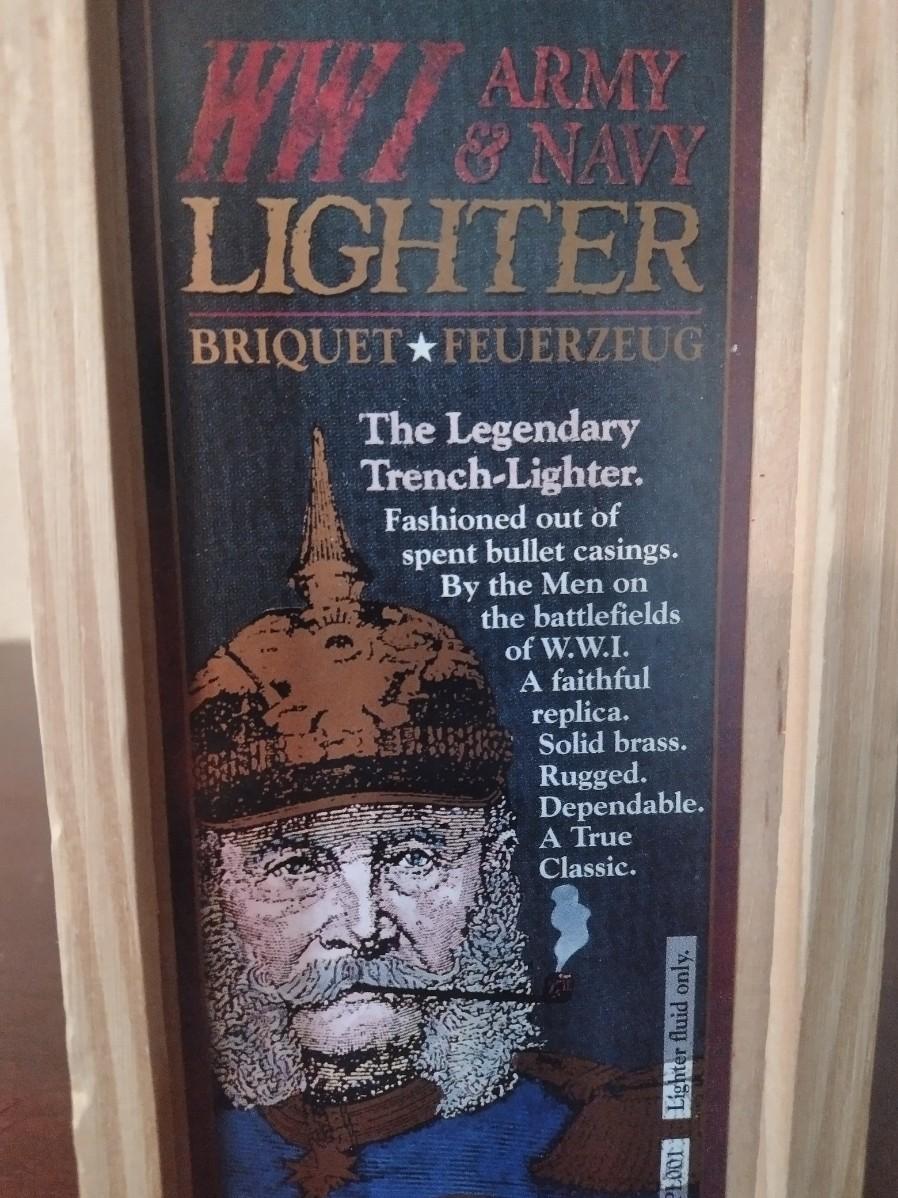 WWI ARMY
& NAVY
LIGHTER
BRIQUET★FEUERZEUG
The Legendary
Trench-Lighter.
Fashioned out of
spent bullet casings.
By the Men on
the battlefields
of W.W.I.
A faithful
replica.
Solid brass.
Rugged.
Dependable.
A True
Classic.
Lighter fluid only.